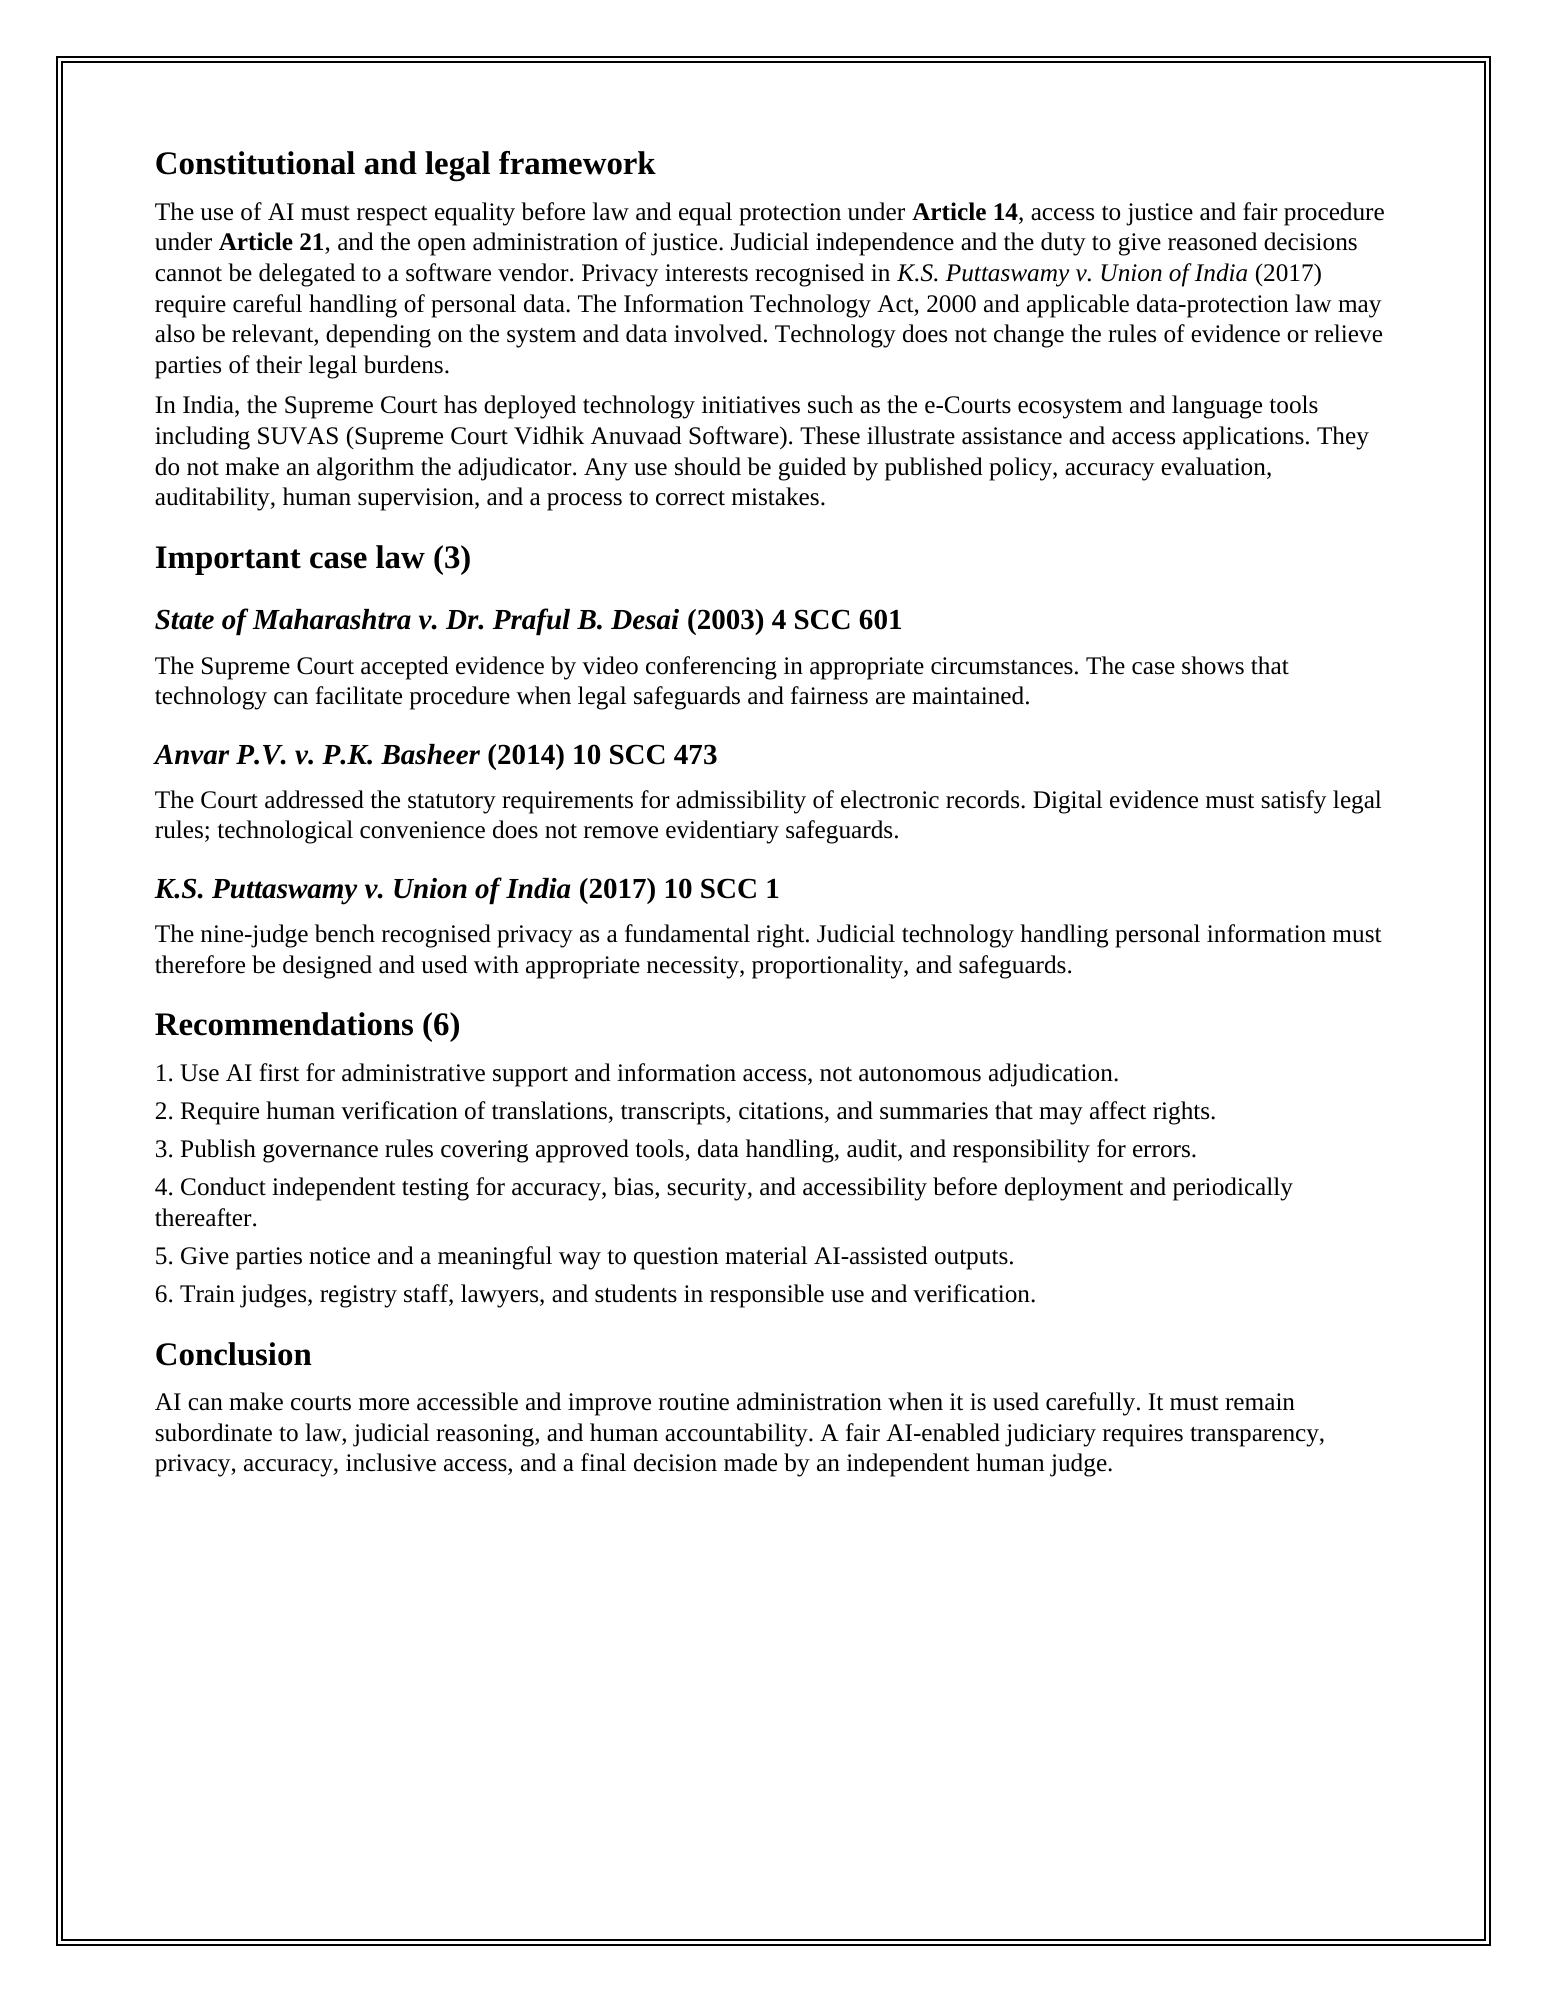 Constitutional and legal framework
The use of AI must respect equality before law and equal protection under Article 14, access to justice and fair procedure
under Article 21, and the open administration of justice. Judicial independence and the duty to give reasoned decisions
cannot be delegated to a software vendor. Privacy interests recognised in K.S. Puttaswamy v. Union of India (2017)
require careful handling of personal data. The Information Technology Act, 2000 and applicable data-protection law may
also be relevant, depending on the system and data involved. Technology does not change the rules of evidence or relieve
parties of their legal burdens.
In India, the Supreme Court has deployed technology initiatives such as the e-Courts ecosystem and language tools
including SUVAS (Supreme Court Vidhik Anuvaad Software). These illustrate assistance and access applications. They
do not make an algorithm the adjudicator. Any use should be guided by published policy, accuracy evaluation,
auditability, human supervision, and a process to correct mistakes.
Important case law (3)
State of Maharashtra v. Dr. Praful B. Desai (2003) 4 SCC 601
The Supreme Court accepted evidence by video conferencing in appropriate circumstances. The case shows that
technology can facilitate procedure when legal safeguards and fairness are maintained.
Anvar P.V. v. P.K. Basheer (2014) 10 SCC 473
The Court addressed the statutory requirements for admissibility of electronic records. Digital evidence must satisfy legal
rules; technological convenience does not remove evidentiary safeguards.
K.S. Puttaswamy v. Union of India (2017) 10 SCC 1
The nine-judge bench recognised privacy as a fundamental right. Judicial technology handling personal information must
therefore be designed and used with appropriate necessity, proportionality, and safeguards.
Recommendations (6)
1. Use AI first for administrative support and information access, not autonomous adjudication.
2. Require human verification of translations, transcripts, citations, and summaries that may affect rights.
3. Publish governance rules covering approved tools, data handling, audit, and responsibility for errors.
4. Conduct independent testing for accuracy, bias, security, and accessibility before deployment and periodically
thereafter.
5. Give parties notice and a meaningful way to question material AI-assisted outputs.
6. Train judges, registry staff, lawyers, and students in responsible use and verification.
Conclusion
AI can make courts more accessible and improve routine administration when it is used carefully. It must remain
subordinate to law, judicial reasoning, and human accountability. A fair AI-enabled judiciary requires transparency,
privacy, accuracy, inclusive access, and a final decision made by an independent human judge.